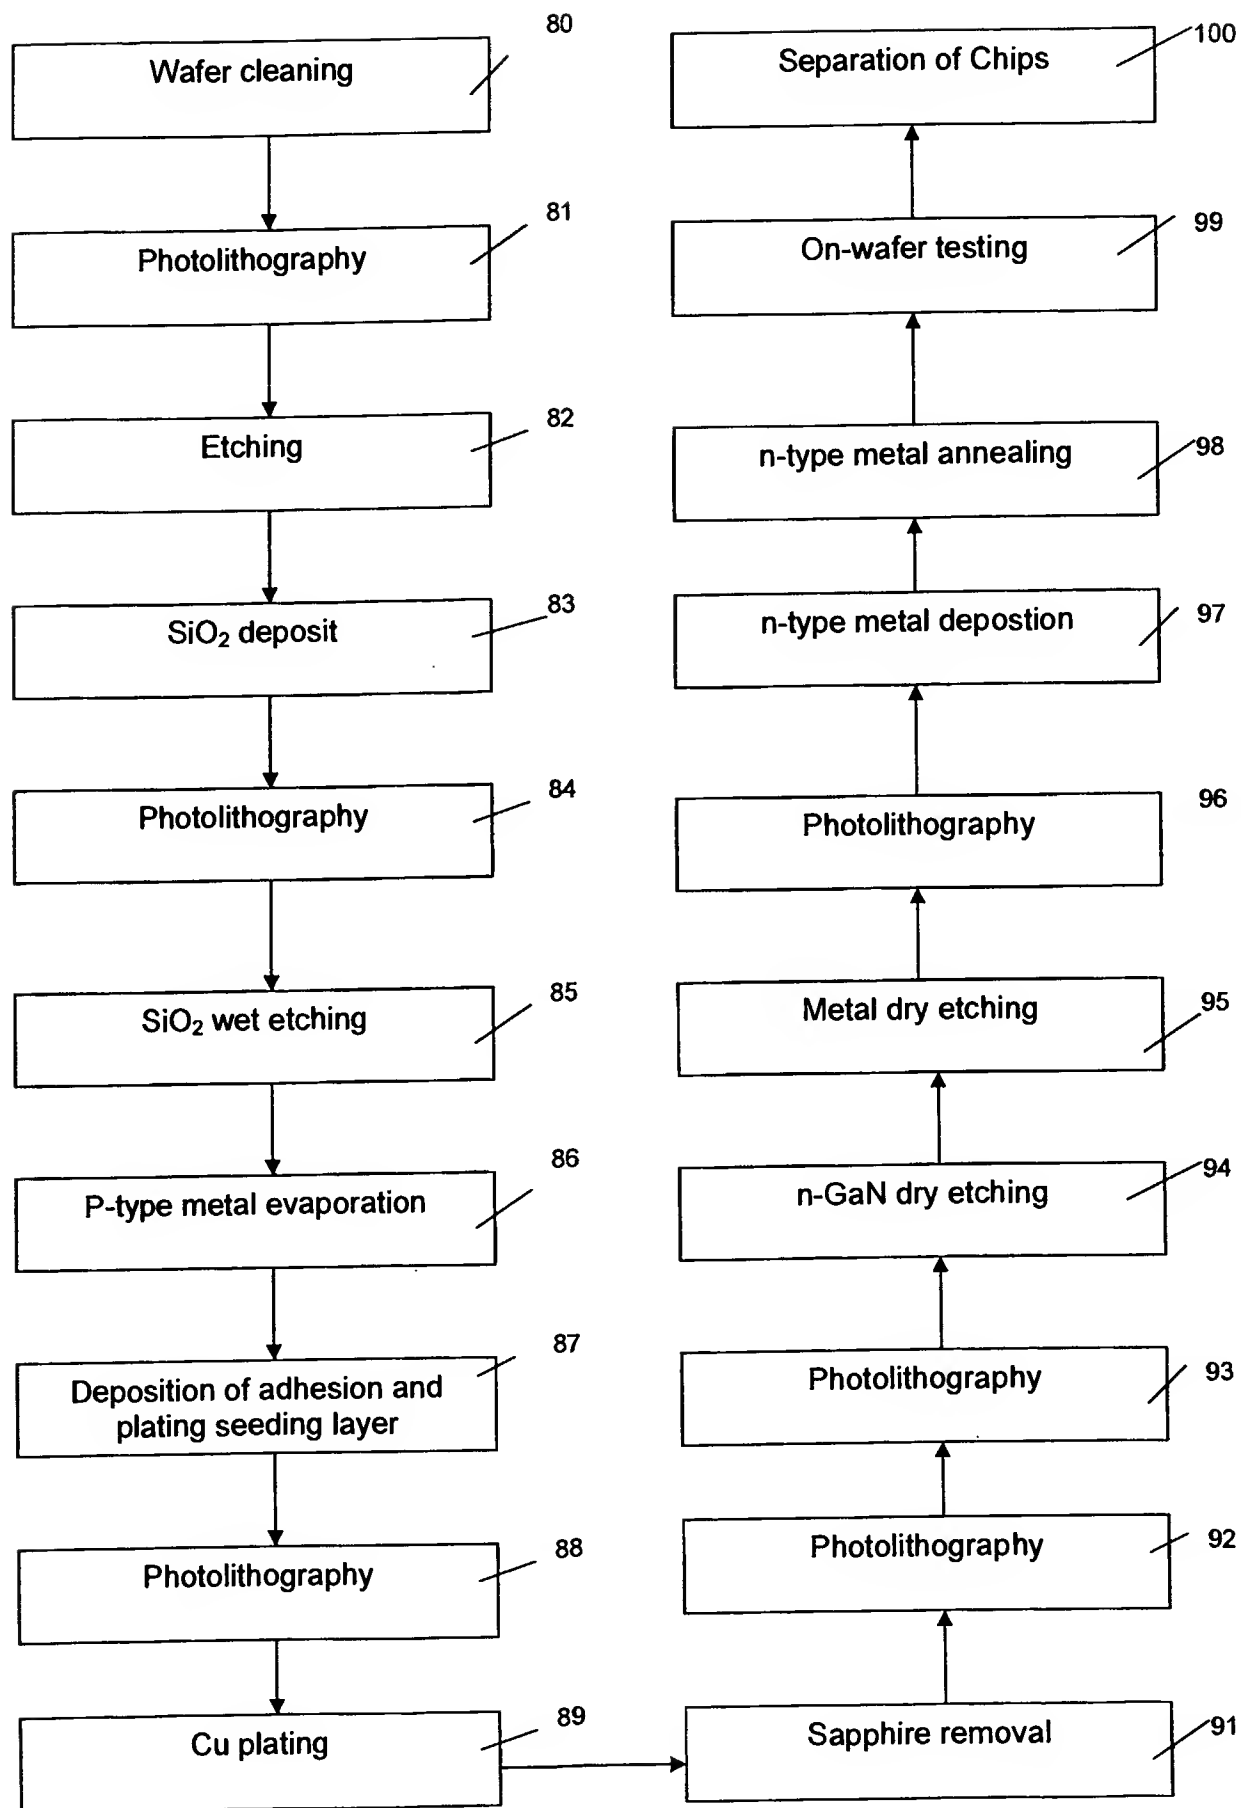 80
Wafer cleaning
81
Photolithography
82
Etching
83
SiO₂ deposit
84
Photolithography
85
SiO₂ wet etching
86
P-type metal evaporation
87
Deposition of adhesion and
plating seeding layer
88
Photolithography
89
Cu plating
91
Sapphire removal
92
Photolithography
93
Photolithography
94
n-GaN dry etching
95
Metal dry etching
96
Photolithography
97
n-type metal depostion
98
n-type metal annealing
99
On-wafer testing
100
Separation of Chips